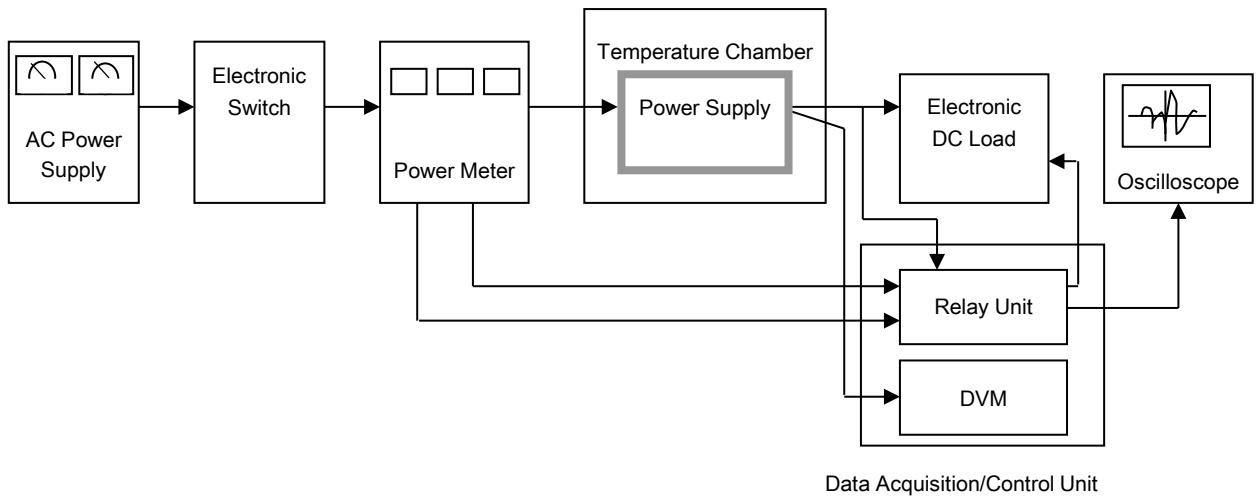 AC Power
Supply
Electronic
Switch
Power Meter
Temperature Chamber
Power Supply
Electronic
DC Load
Oscilloscope
Relay Unit
DVM
Data Acquisition/Control Unit